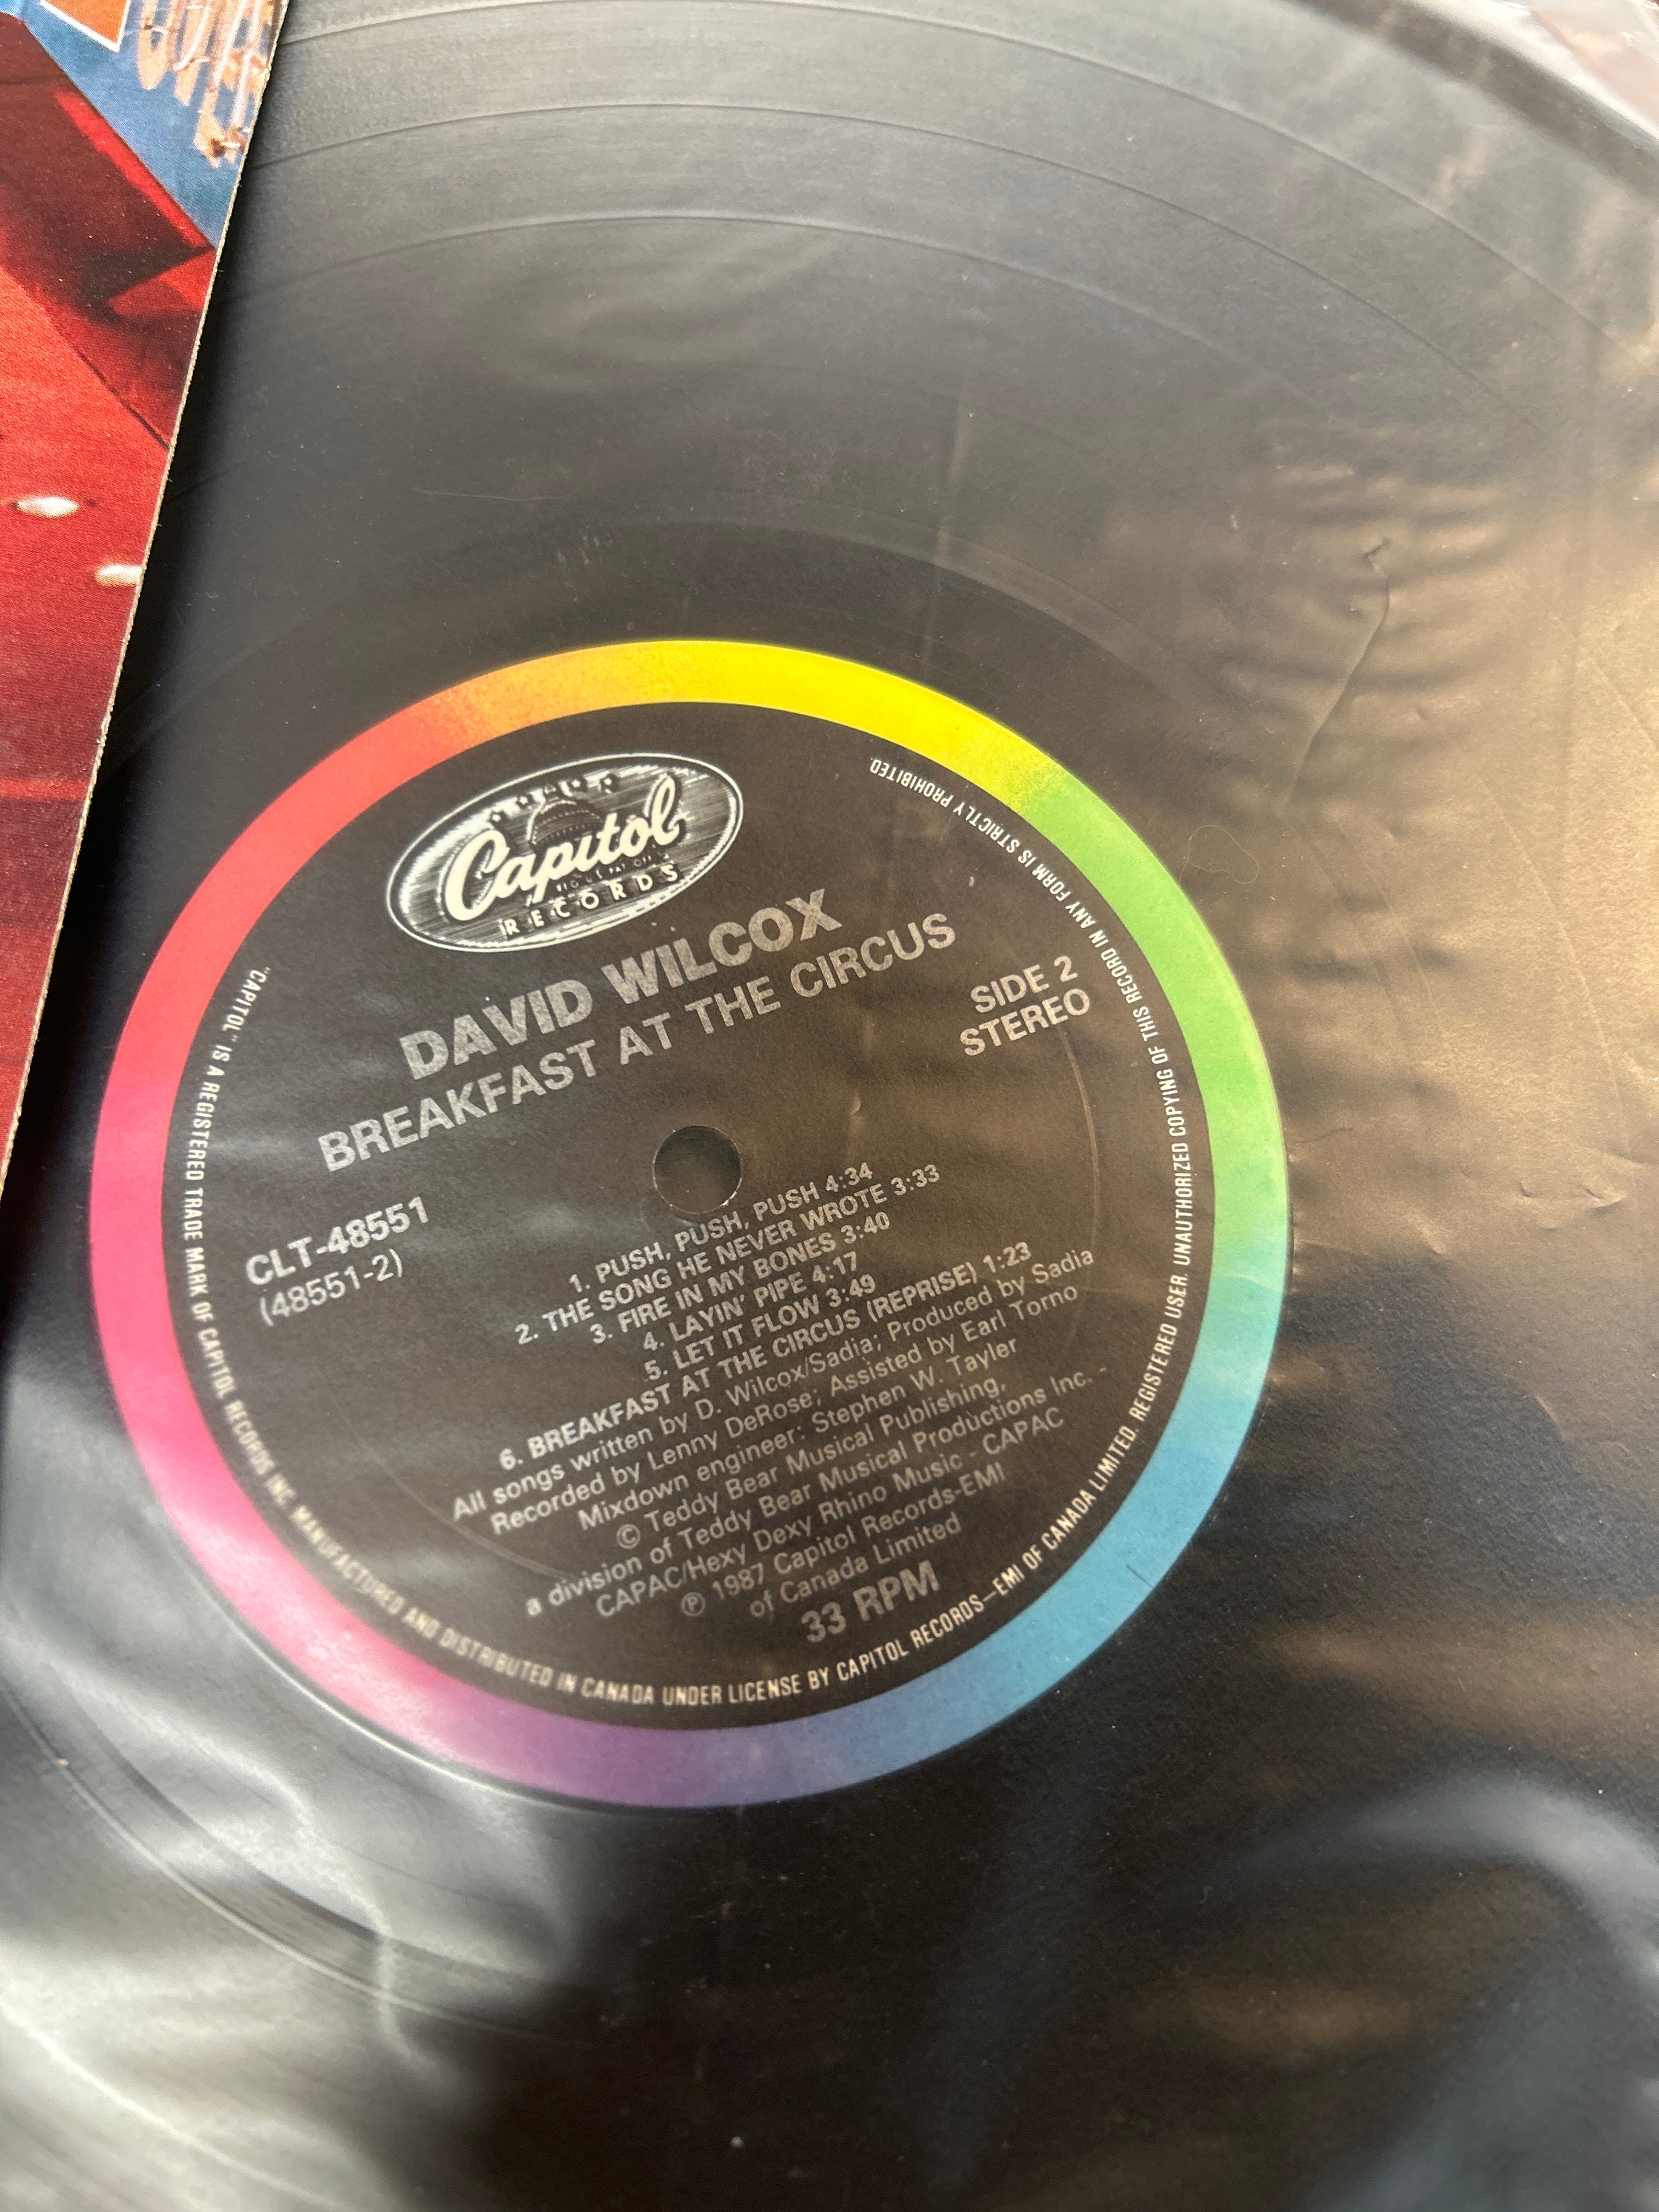 Capitol
RECORDS
DAVID WILCOX
BREAKFAST AT THE CIRCUS
SIDE 2
STEREO
CLT-48551
(48551-2)
1. PUSH, PUSH, PUSH 4:34
2. THE SONG HE NEVER WROTE 3:33
3. FIRE IN MY BONES 3:40
4. LAYIN' PIPE 4:17
5. LET IT FLOW 3:49
6. BREAKFAST AT THE CIRCUS (REPRISE) 1:23
All songs written by D. Wilcox/Sadia; Produced by Sadia
Recorded by Lenny DeRose; Assisted by Earl Torno
Mixdown engineer: Stephen W. Tayler
© Teddy Bear Musical Publishing,
a division of Teddy Bear Musical Productions Inc. -
CAPAC/Hexy Dexy Rhino Music - CAPAC
℗ 1987 Capitol Records-EMI
of Canada Limited
33 RPM
"CAPITOL" IS A REGISTERED TRADE MARK OF CAPITOL RECORDS INC. MANUFACTURED AND DISTRIBUTED IN CANADA UNDER LICENSE BY CAPITOL RECORDS—EMI OF CANADA LIMITED. REGISTERED USER. UNAUTHORIZED COPYING OF THIS RECORD IN ANY FORM IS STRICTLY PROHIBITED.